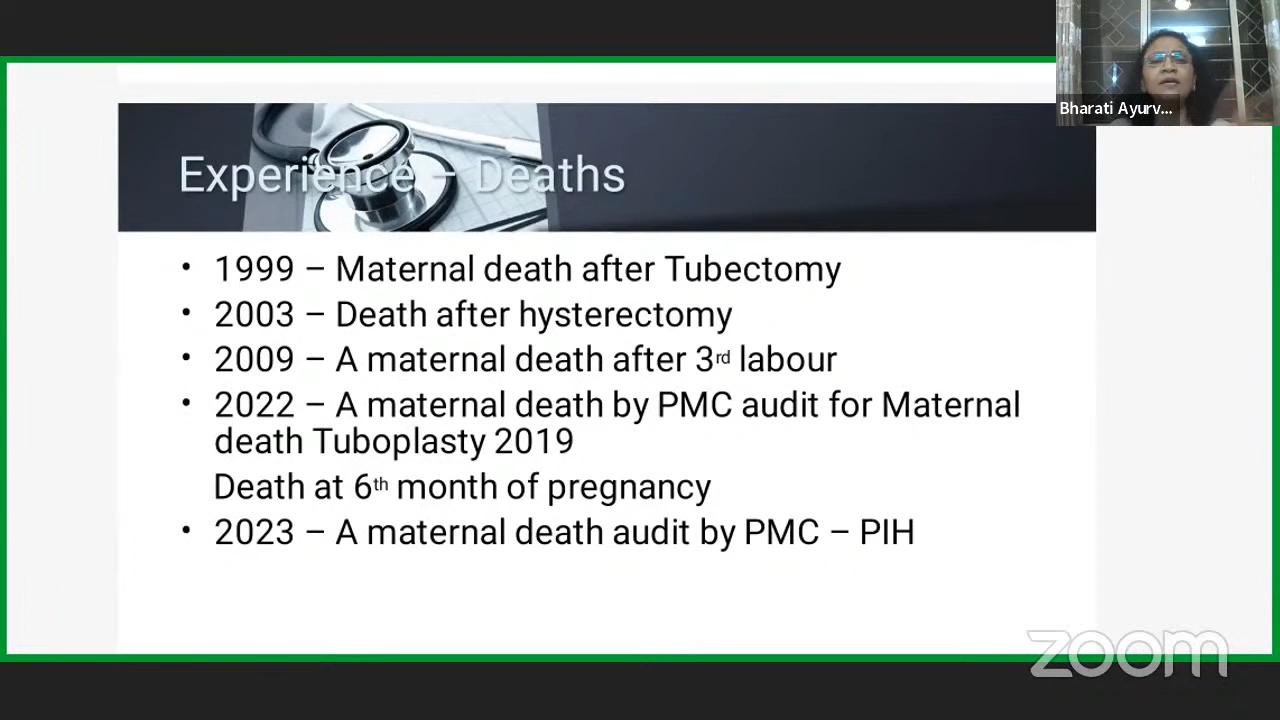 Bharati Ayurv...
Experience – Deaths
• 1999 – Maternal death after Tubectomy
• 2003 – Death after hysterectomy
• 2009 – A maternal death after 3rd labour
• 2022 – A maternal death by PMC audit for Maternal
death Tuboplasty 2019
Death at 6th month of pregnancy
• 2023 – A maternal death audit by PMC – PIH
zoom